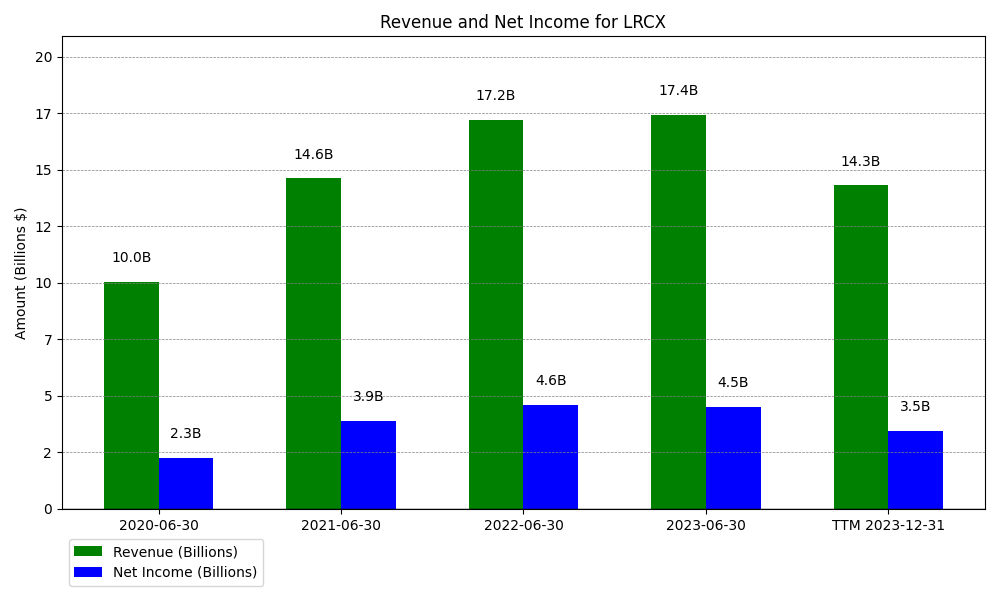 Revenue and Net Income for LRCX
Amount (Billions $)
20
17
15
12
10
7
5
2
0
10.0B
2.3B
14.6B
3.9B
17.2B
4.6B
17.4B
4.5B
14.3B
3.5B
2020-06-30
2021-06-30
2022-06-30
2023-06-30
TTM 2023-12-31
Revenue (Billions)
Net Income (Billions)